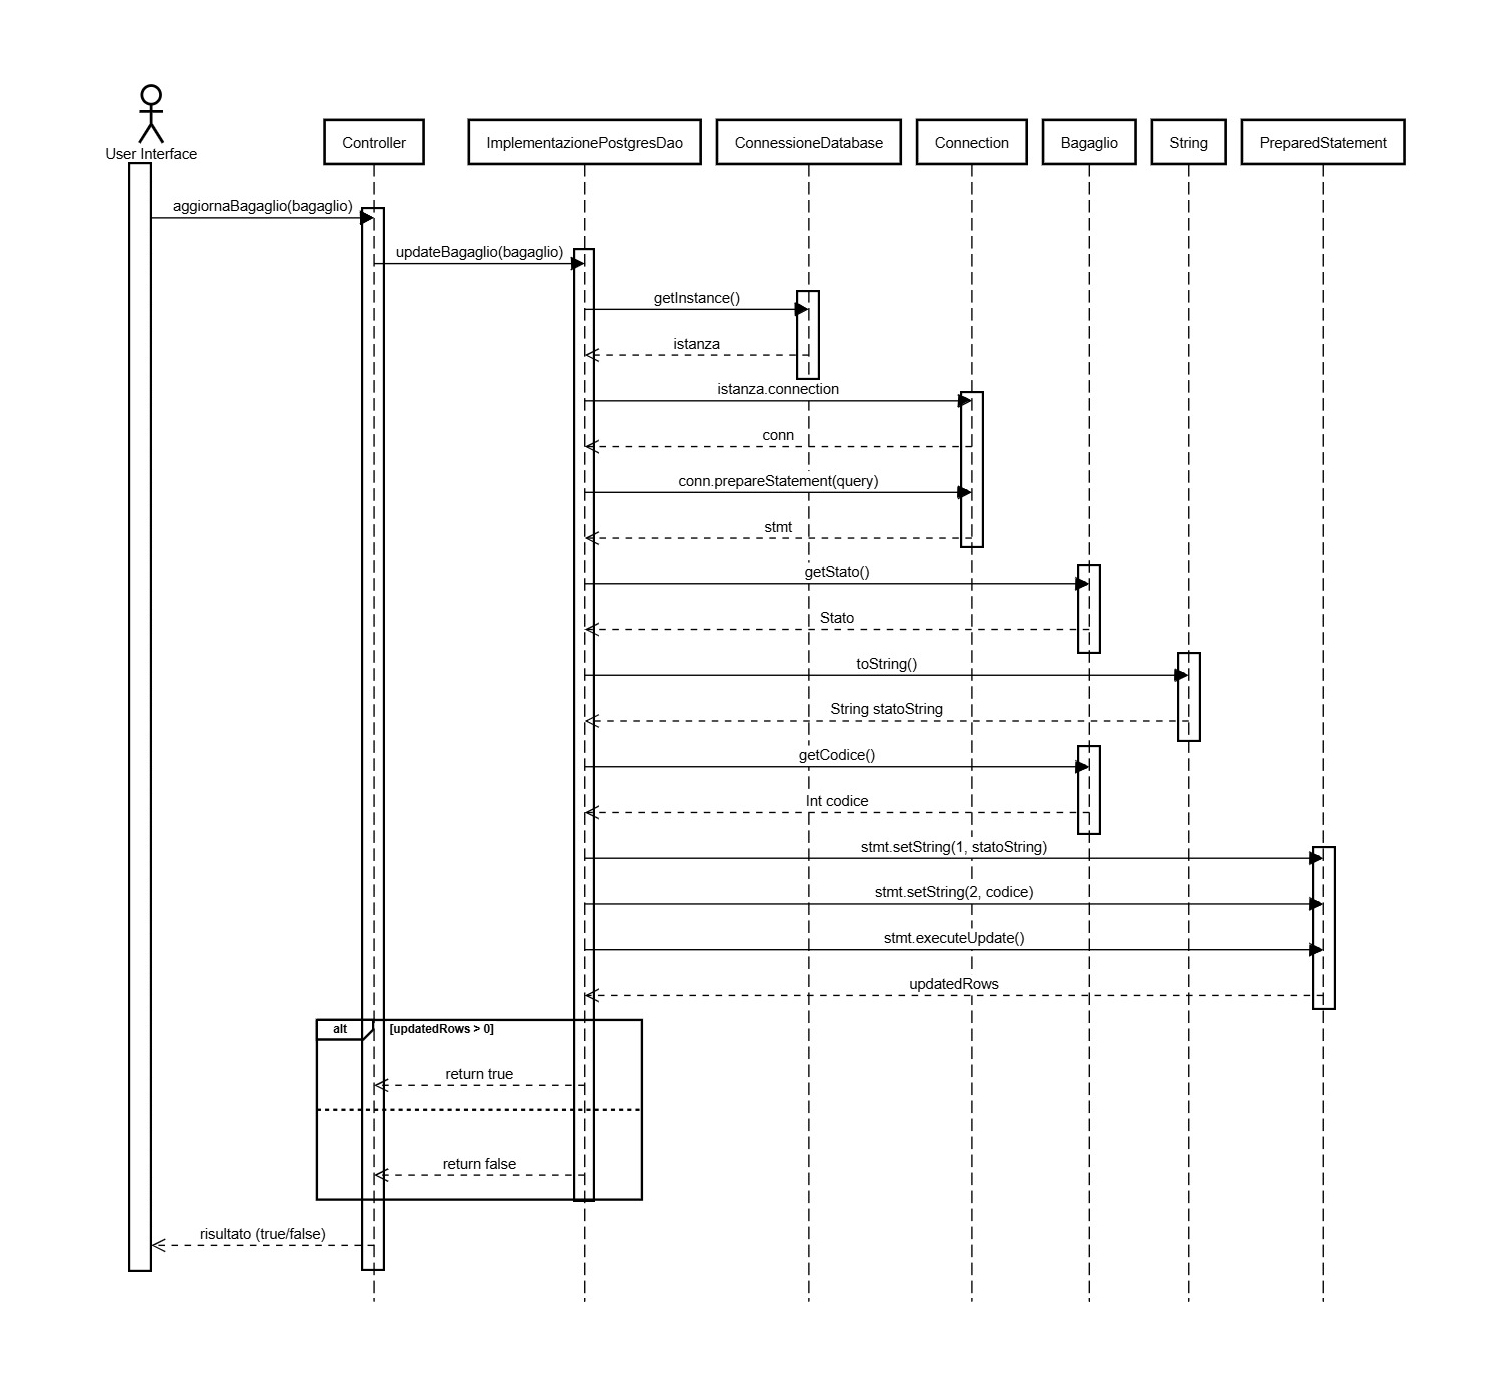 User Interface
Controller
ImplementazionePostgresDao
ConnessioneDatabase
Connection
Bagaglio
String
PreparedStatement
aggiornaBagaglio(bagaglio)
updateBagaglio(bagaglio)
getInstance()
istanza
istanza.connection
conn
conn.prepareStatement(query)
stmt
getStato()
Stato
toString()
String statoString
getCodice()
Int codice
stmt.setString(1, statoString)
stmt.setString(2, codice)
stmt.executeUpdate()
updatedRows
alt
[updatedRows > 0]
return true
return false
risultato (true/false)